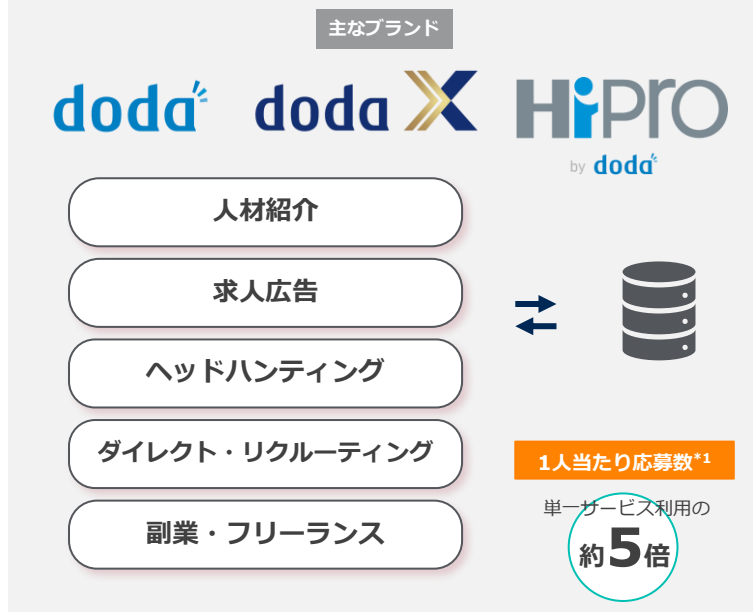 主なブランド
doda
doda X
HiPro
by doda
人材紹介
求人広告
ヘッドハンティング
ダイレクト・リクルーティング
副業・フリーランス
1人当たり応募数*1
単一サービス利用の
約5倍